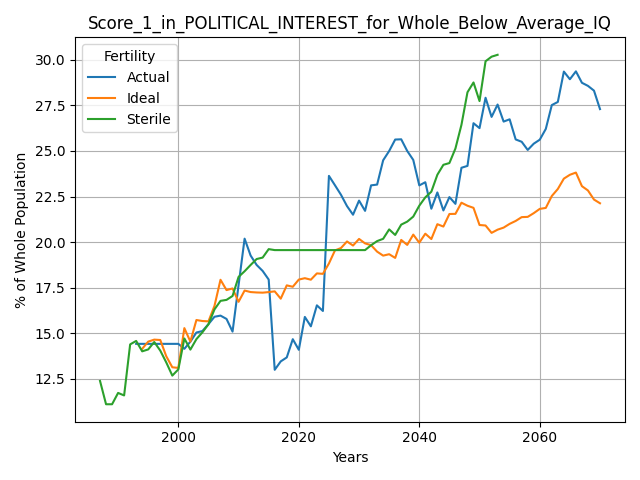 Score_1_in_POLITICAL_INTEREST_for_Whole_Below_Average_IQ
Fertility
Actual
Ideal
Sterile
% of Whole Population
30.0
27.5
25.0
22.5
20.0
17.5
15.0
12.5
2000
2020
2040
2060
Years